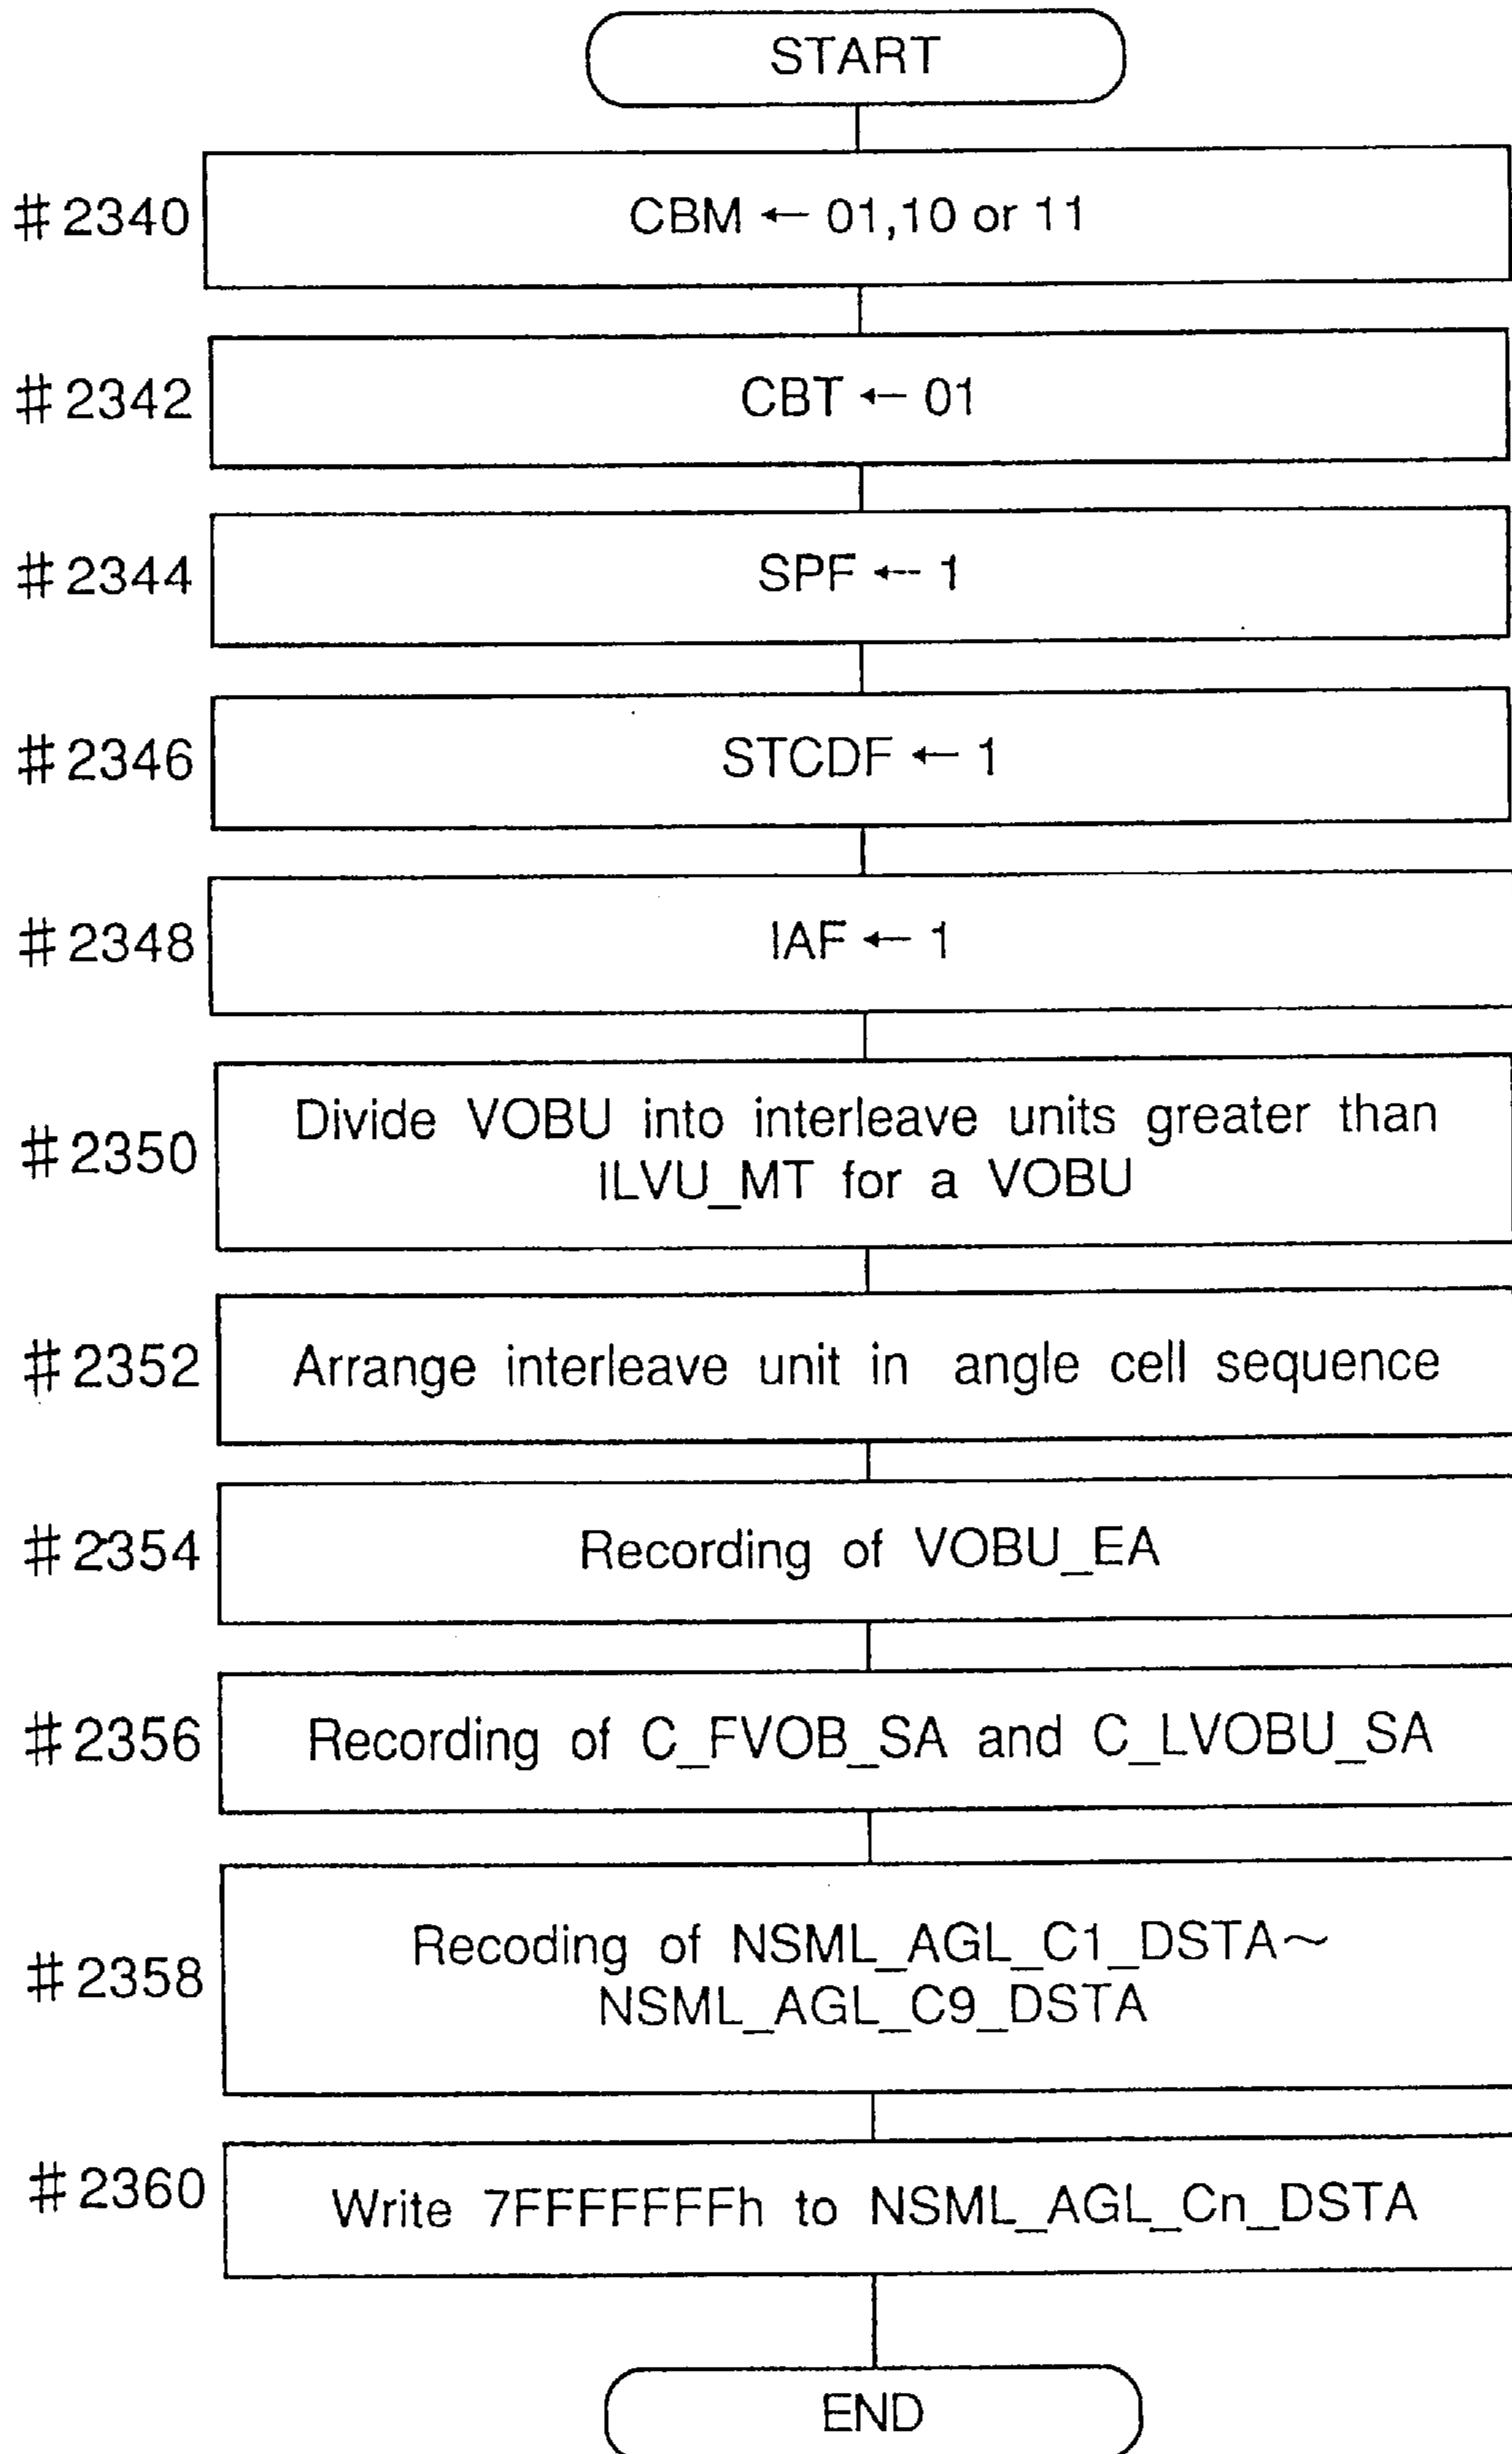 START
#2340
CBM ← 01,10 or 11
#2342
CBT ← 01
#2344
SPF ← 1
#2346
STCDF ← 1
#2348
IAF ← 1
#2350
Divide VOBU into interleave units greater than
ILVU_MT for a VOBU
#2352
Arrange interleave unit in angle cell sequence
#2354
Recording of VOBU_EA
#2356
Recording of C_FVOB_SA and C_LVOBU_SA
#2358
Recoding of NSML_AGL_C1_DSTA~
NSML_AGL_C9_DSTA
#2360
Write 7FFFFFFFh to NSML_AGL_Cn_DSTA
END